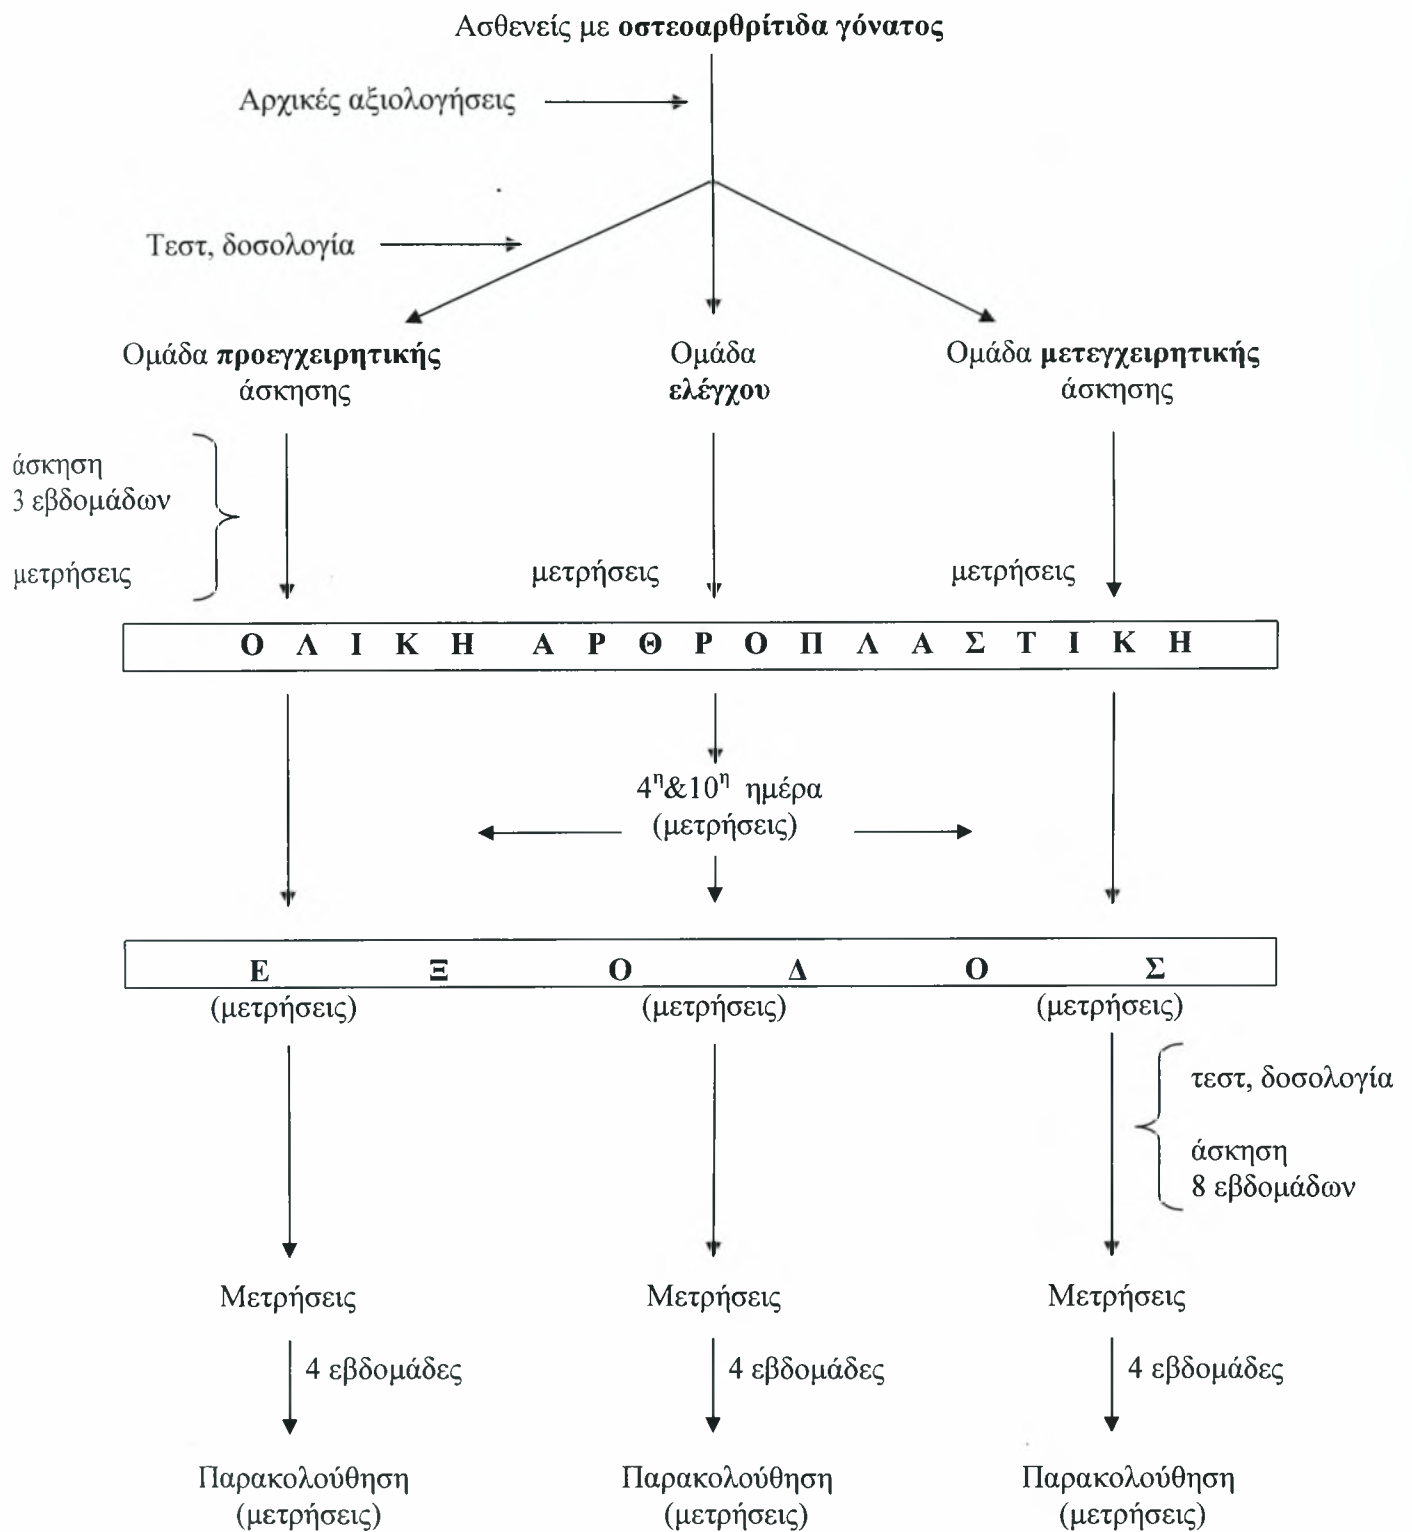 Ασθενείς με οστεοαρθρίτιδα γόνατος
Αρχικές αξιολογήσεις
Τεστ, δοσολογία
Ομάδα προεγχειρητικής
άσκησης
Ομάδα
ελέγχου
Ομάδα μετεγχειρητικής
άσκησης
άσκηση
3 εβδομάδων
μετρήσεις
μετρήσεις
μετρήσεις
Ο Λ Ι Κ Η Α Ρ Θ Ρ Ο Π Λ Α Σ Τ Ι Κ Η
4η&10η ημέρα
(μετρήσεις)
Ε Ξ Ο Δ Ο Σ
(μετρήσεις)
(μετρήσεις)
(μετρήσεις)
τεστ, δοσολογία
άσκηση
8 εβδομάδων
Μετρήσεις
Μετρήσεις
Μετρήσεις
4 εβδομάδες
4 εβδομάδες
4 εβδομάδες
Παρακολούθηση
(μετρήσεις)
Παρακολούθηση
(μετρήσεις)
Παρακολούθηση
(μετρήσεις)